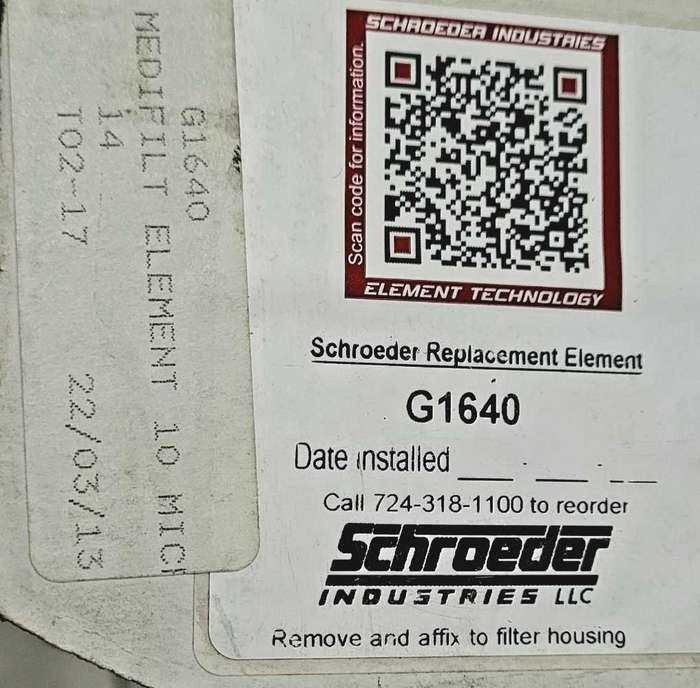 G1640
MEDIFILT ELEMENT 10
14
T02-17 22/03/13
SCHROEDER INDUSTRIES
Scan code for information.
ELEMENT TECHNOLOGY
Schroeder Replacement Element
G1640
Date installed
Call 724-318-1100 to reorder
Schroeder
INDUSTRIES LLC
Remove and affix to filter housing